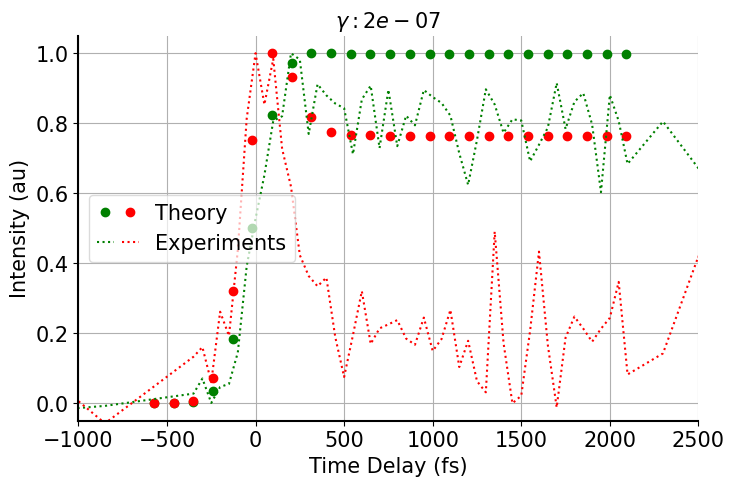 γ : 2e − 07
Intensity (au)
1.0
0.8
0.6
0.4
0.2
0.0
Theory
Experiments
−1000 −500 0 500 1000 1500 2000 2500
Time Delay (fs)